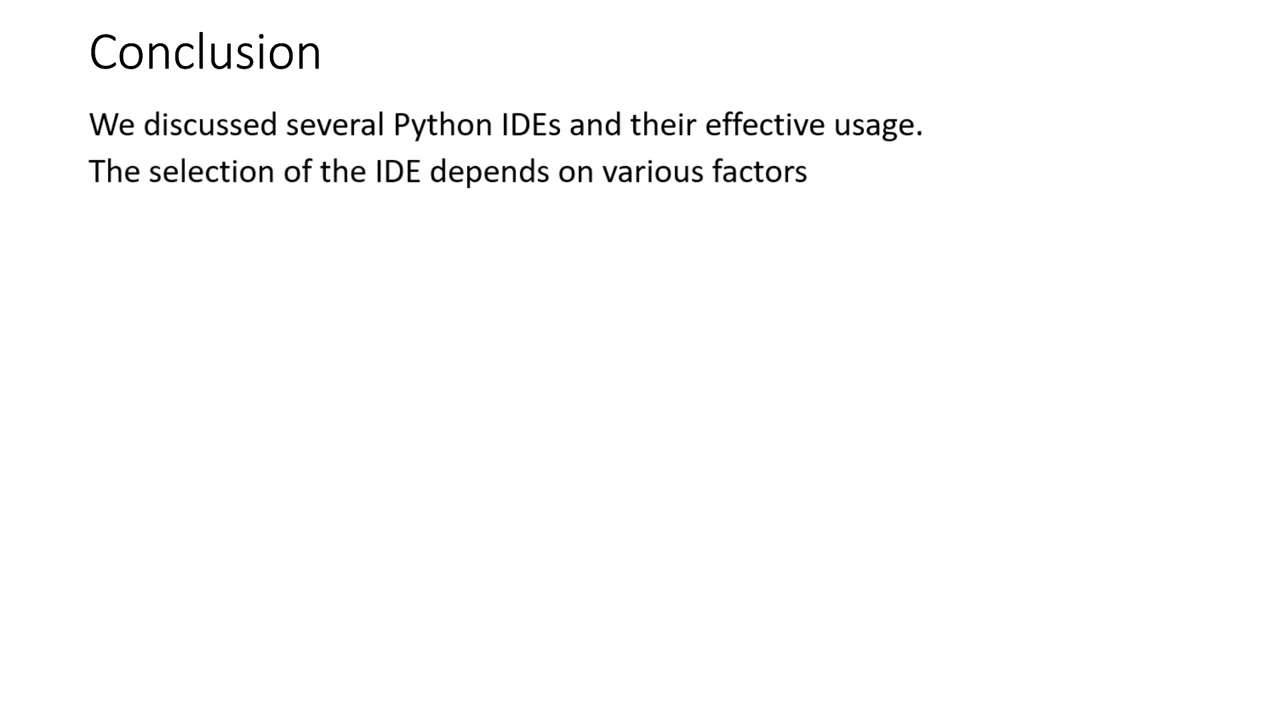 Conclusion
We discussed several Python IDEs and their effective usage.
The selection of the IDE depends on various factors